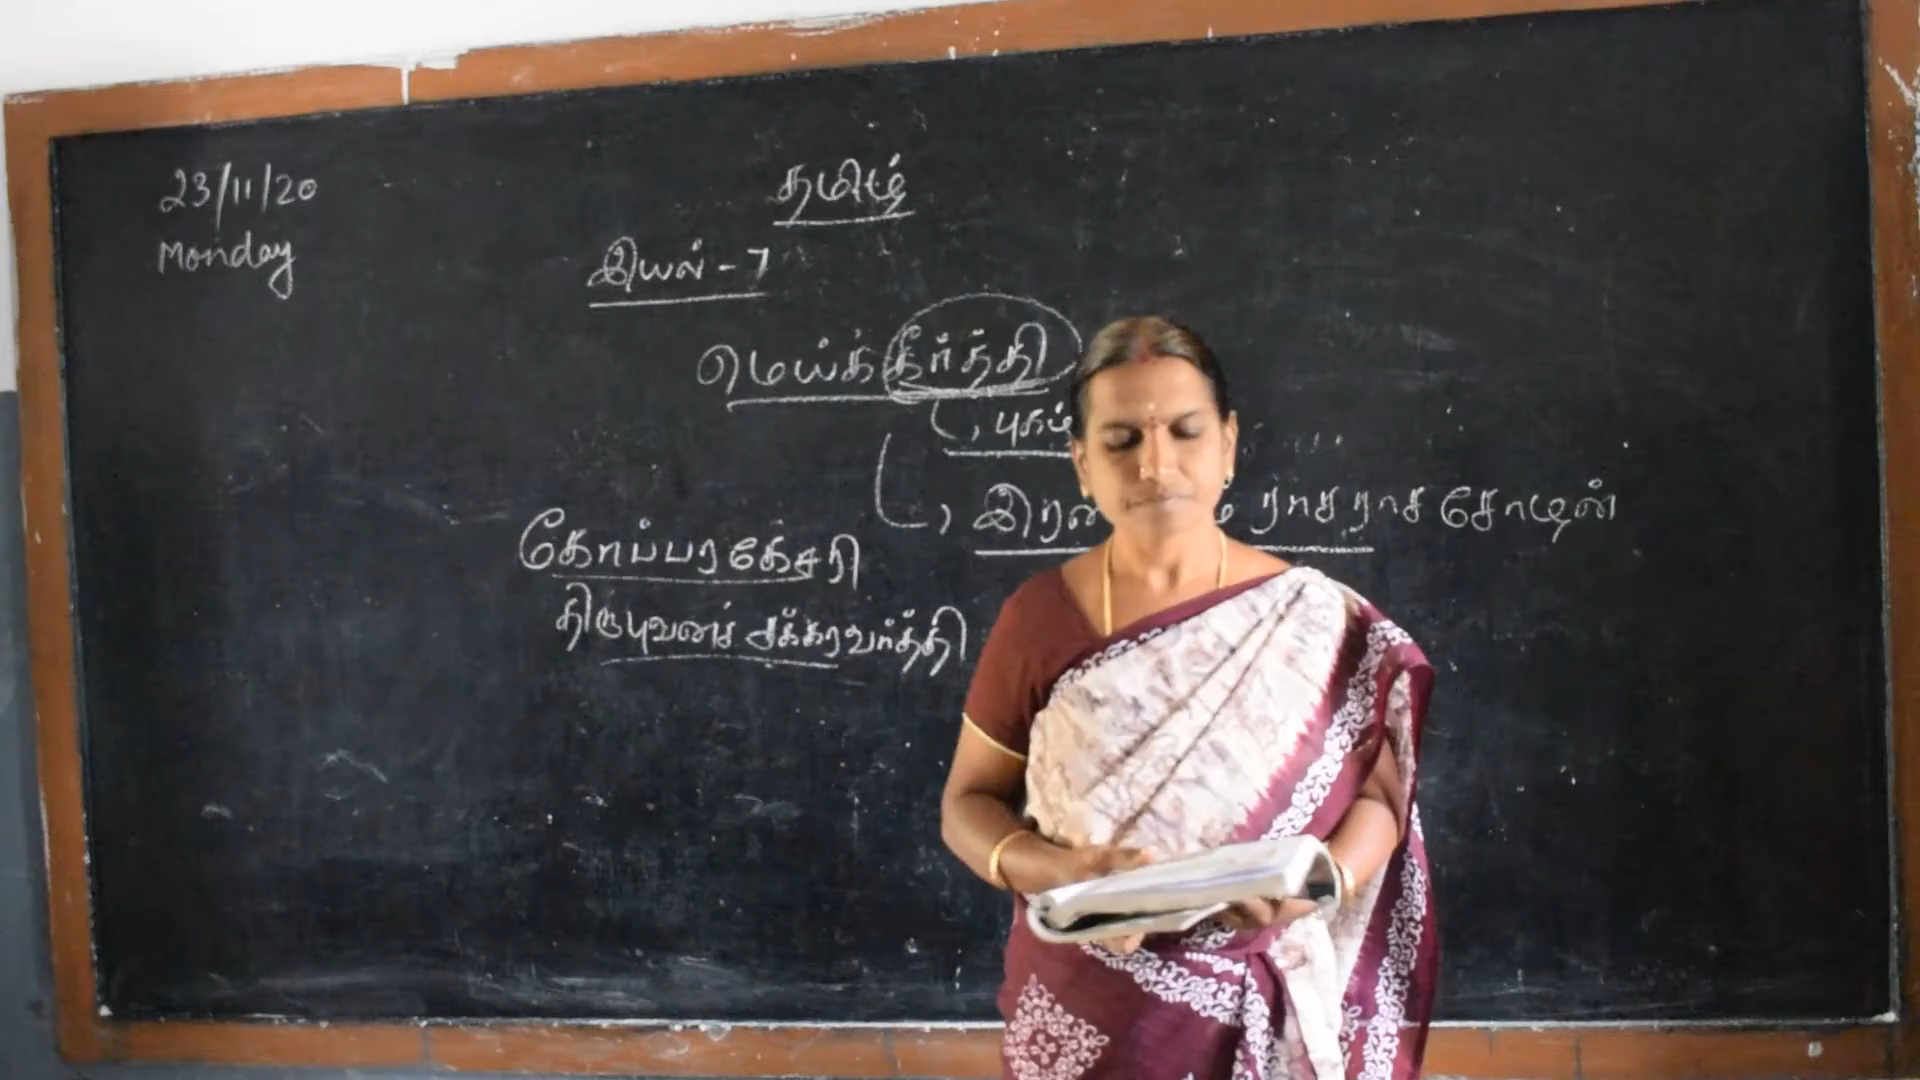 23/11/20
Monday
தமிழ்
இயல் - 7
மெய்க்கீர்த்தி
ராசராச சோழன்
கோப்பரகேசரி
திருபுவனச் சக்கரவர்த்தி